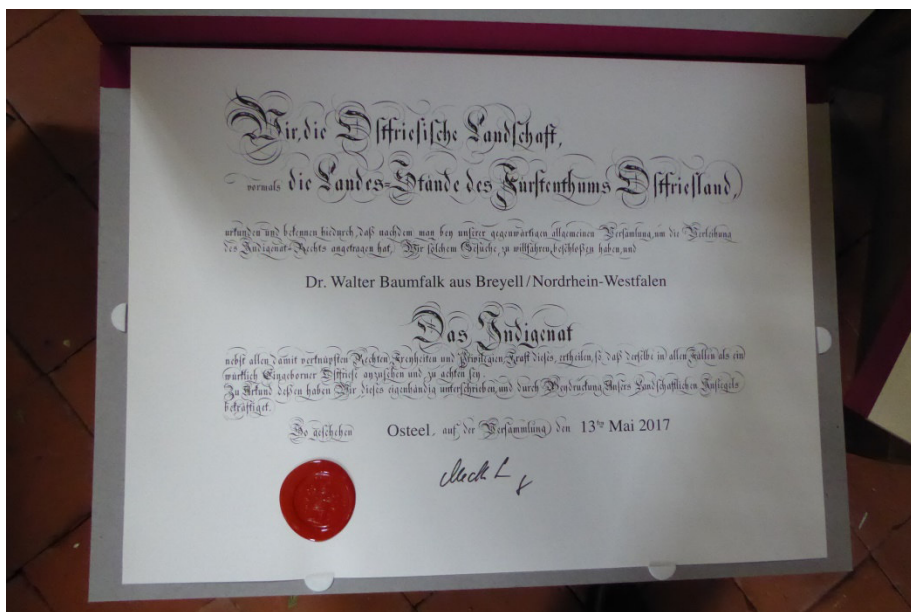 Wir, die Ostfriesische Landschaft,
vormals die Landes-Stände des Fürstenthums Ostfriesland,
urkunden und bekennen hiedurch, daß nachdem man bey unsrer gegenwärtigen allgemeinen Versamlung, um die Verleihung
des Indigenat-Rechts angetragen hat, Wir solchem Gesuche, zu willfahren, beschloßen haben, und
Dr. Walter Baumfalk aus Breyell/Nordrhein-Westfalen
Das Indigenat
nebst allen damit verknüpften Rechten, Freyheiten und Privilegien, Kraft dieses, ertheilen, so daß derselbe in allen Fällen als ein
würklich Eingeborner Ostfriese anzusehen und zu achten sey.
Zu Urkund deßen haben Wir dieses eigenhändig unterschrieben, und durch Beydruckung Unsers Landschaftlichen Insiegels
bekräftiget.
So geschehen Osteel, auf der Versammlung, den 13ten Mai 2017